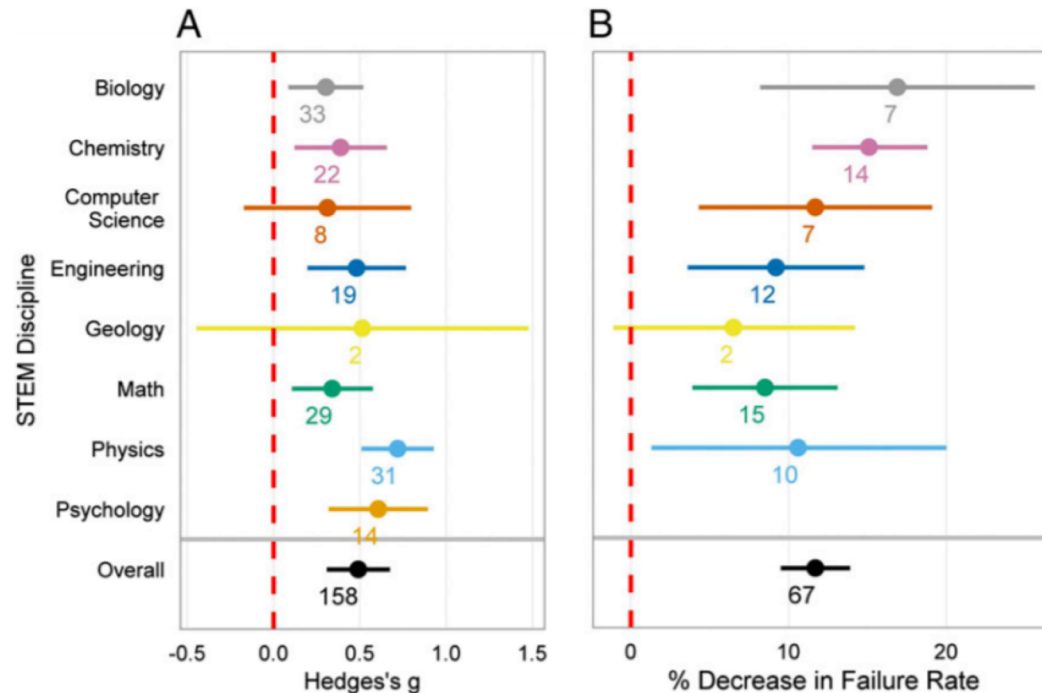 A
B
STEM Discipline
Biology
33
7
Chemistry
22
14
Computer
Science
8
7
Engineering
19
12
Geology
2
2
Math
29
15
Physics
31
10
Psychology
14
Overall
158
67
-0.5 0.0 0.5 1.0 1.5
0 10 20
Hedges's g
% Decrease in Failure Rate